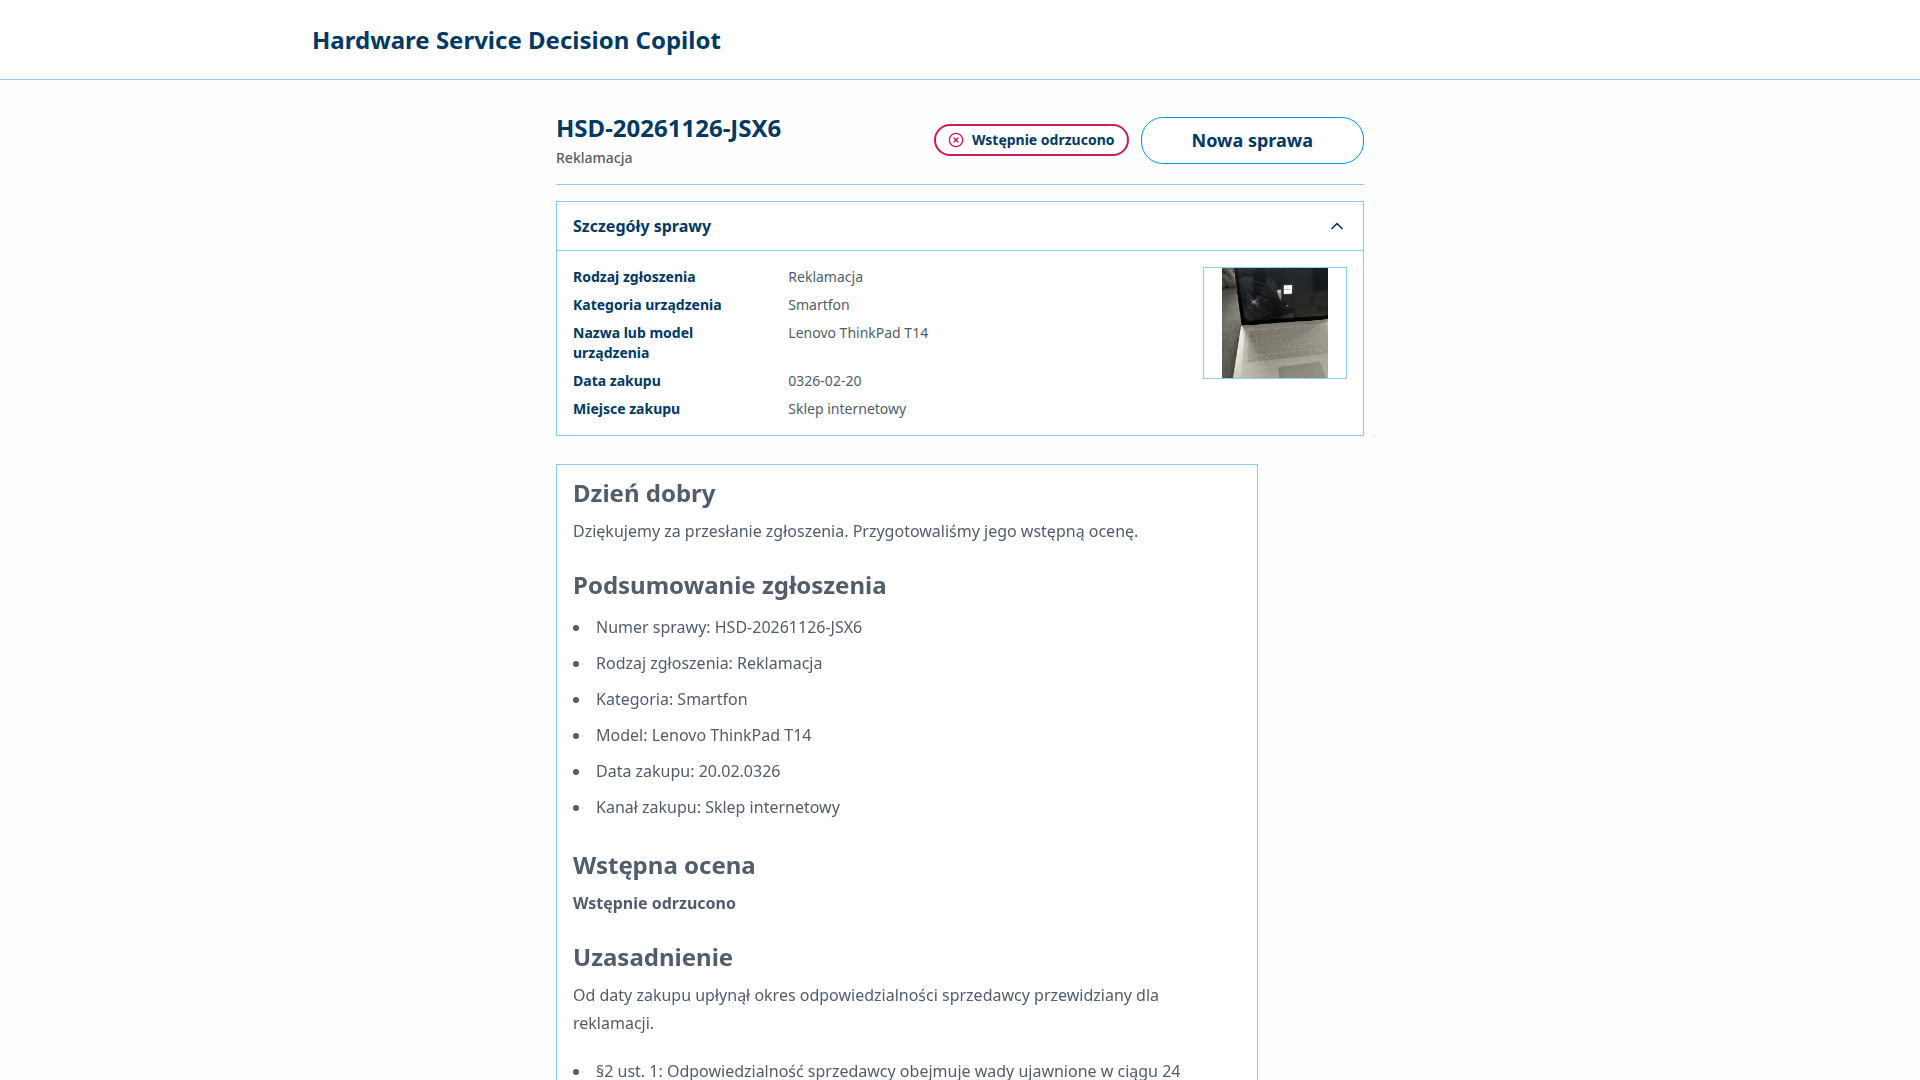 Hardware Service Decision Copilot
HSD-20261126-JSX6
Reklamacja
Wstępnie odrzucono
Nowa sprawa
Szczegóły sprawy
Rodzaj zgłoszenia Reklamacja
Kategoria urządzenia Smartfon
Nazwa lub model
urządzenia
Lenovo ThinkPad T14
Data zakupu 0326-02-20
Miejsce zakupu Sklep internetowy
Dzień dobry
Dziękujemy za przesłanie zgłoszenia. Przygotowaliśmy jego wstępną ocenę.
Podsumowanie zgłoszenia
• Numer sprawy: HSD-20261126-JSX6
• Rodzaj zgłoszenia: Reklamacja
• Kategoria: Smartfon
• Model: Lenovo ThinkPad T14
• Data zakupu: 20.02.0326
• Kanał zakupu: Sklep internetowy
Wstępna ocena
Wstępnie odrzucono
Uzasadnienie
Od daty zakupu upłynął okres odpowiedzialności sprzedawcy przewidziany dla
reklamacji.
• §2 ust. 1: Odpowiedzialność sprzedawcy obejmuje wady ujawnione w ciągu 24